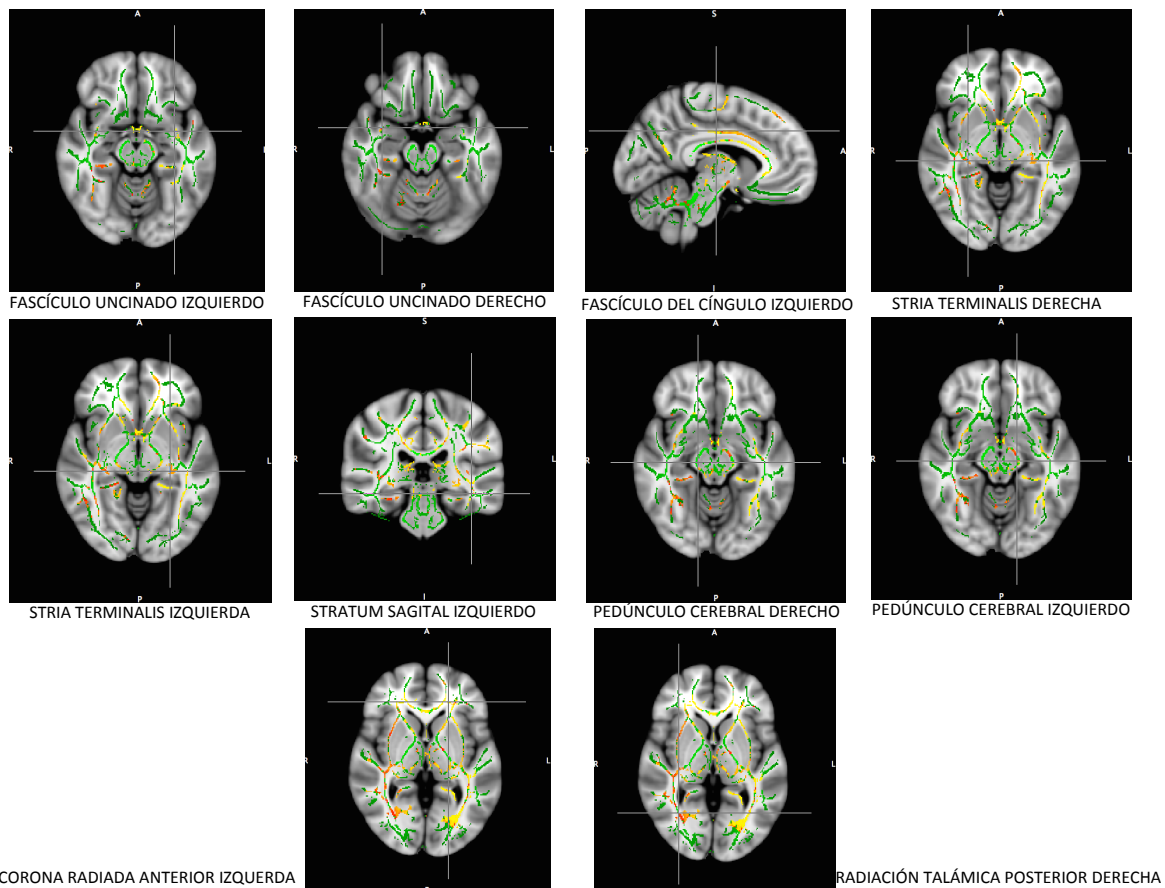 A A S A
R L R L P A R L
P P I P
FASCÍCULO UNCINADO IZQUIERDO FASCÍCULO UNCINADO DERECHO FASCÍCULO DEL CÍNGULO IZQUIERDO STRIA TERMINALIS DERECHA
A S A A
R L R L R L R L
P I P P
STRIA TERMINALIS IZQUIERDA STRATUM SAGITAL IZQUIERDO PEDÚNCULO CEREBRAL DERECHO PEDÚNCULO CEREBRAL IZQUIERDO
A A
R L R L
CORONA RADIADA ANTERIOR IZQUERDA RADIACIÓN TALÁMICA POSTERIOR DERECHA